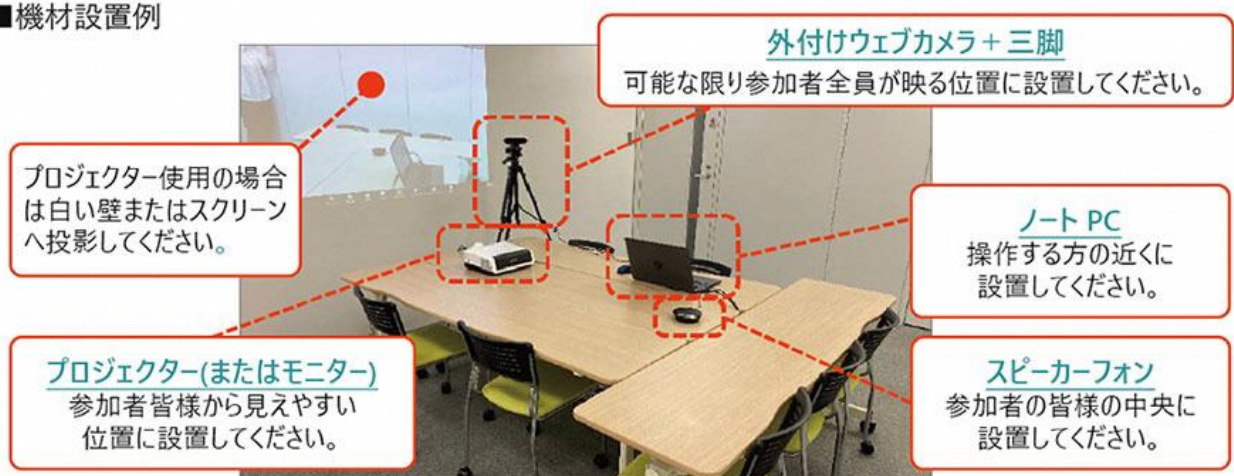 ■機材設置例
外付けウェブカメラ + 三脚
可能な限り参加者全員が映る位置に設置してください。
プロジェクター使用の場合
は白い壁またはスクリーン
へ投影してください。
ノート PC
操作する方の近くに
設置してください。
プロジェクター(またはモニター)
参加者皆様から見えやすい
位置に設置してください。
スピーカーフォン
参加者の皆様の中央に
設置してください。